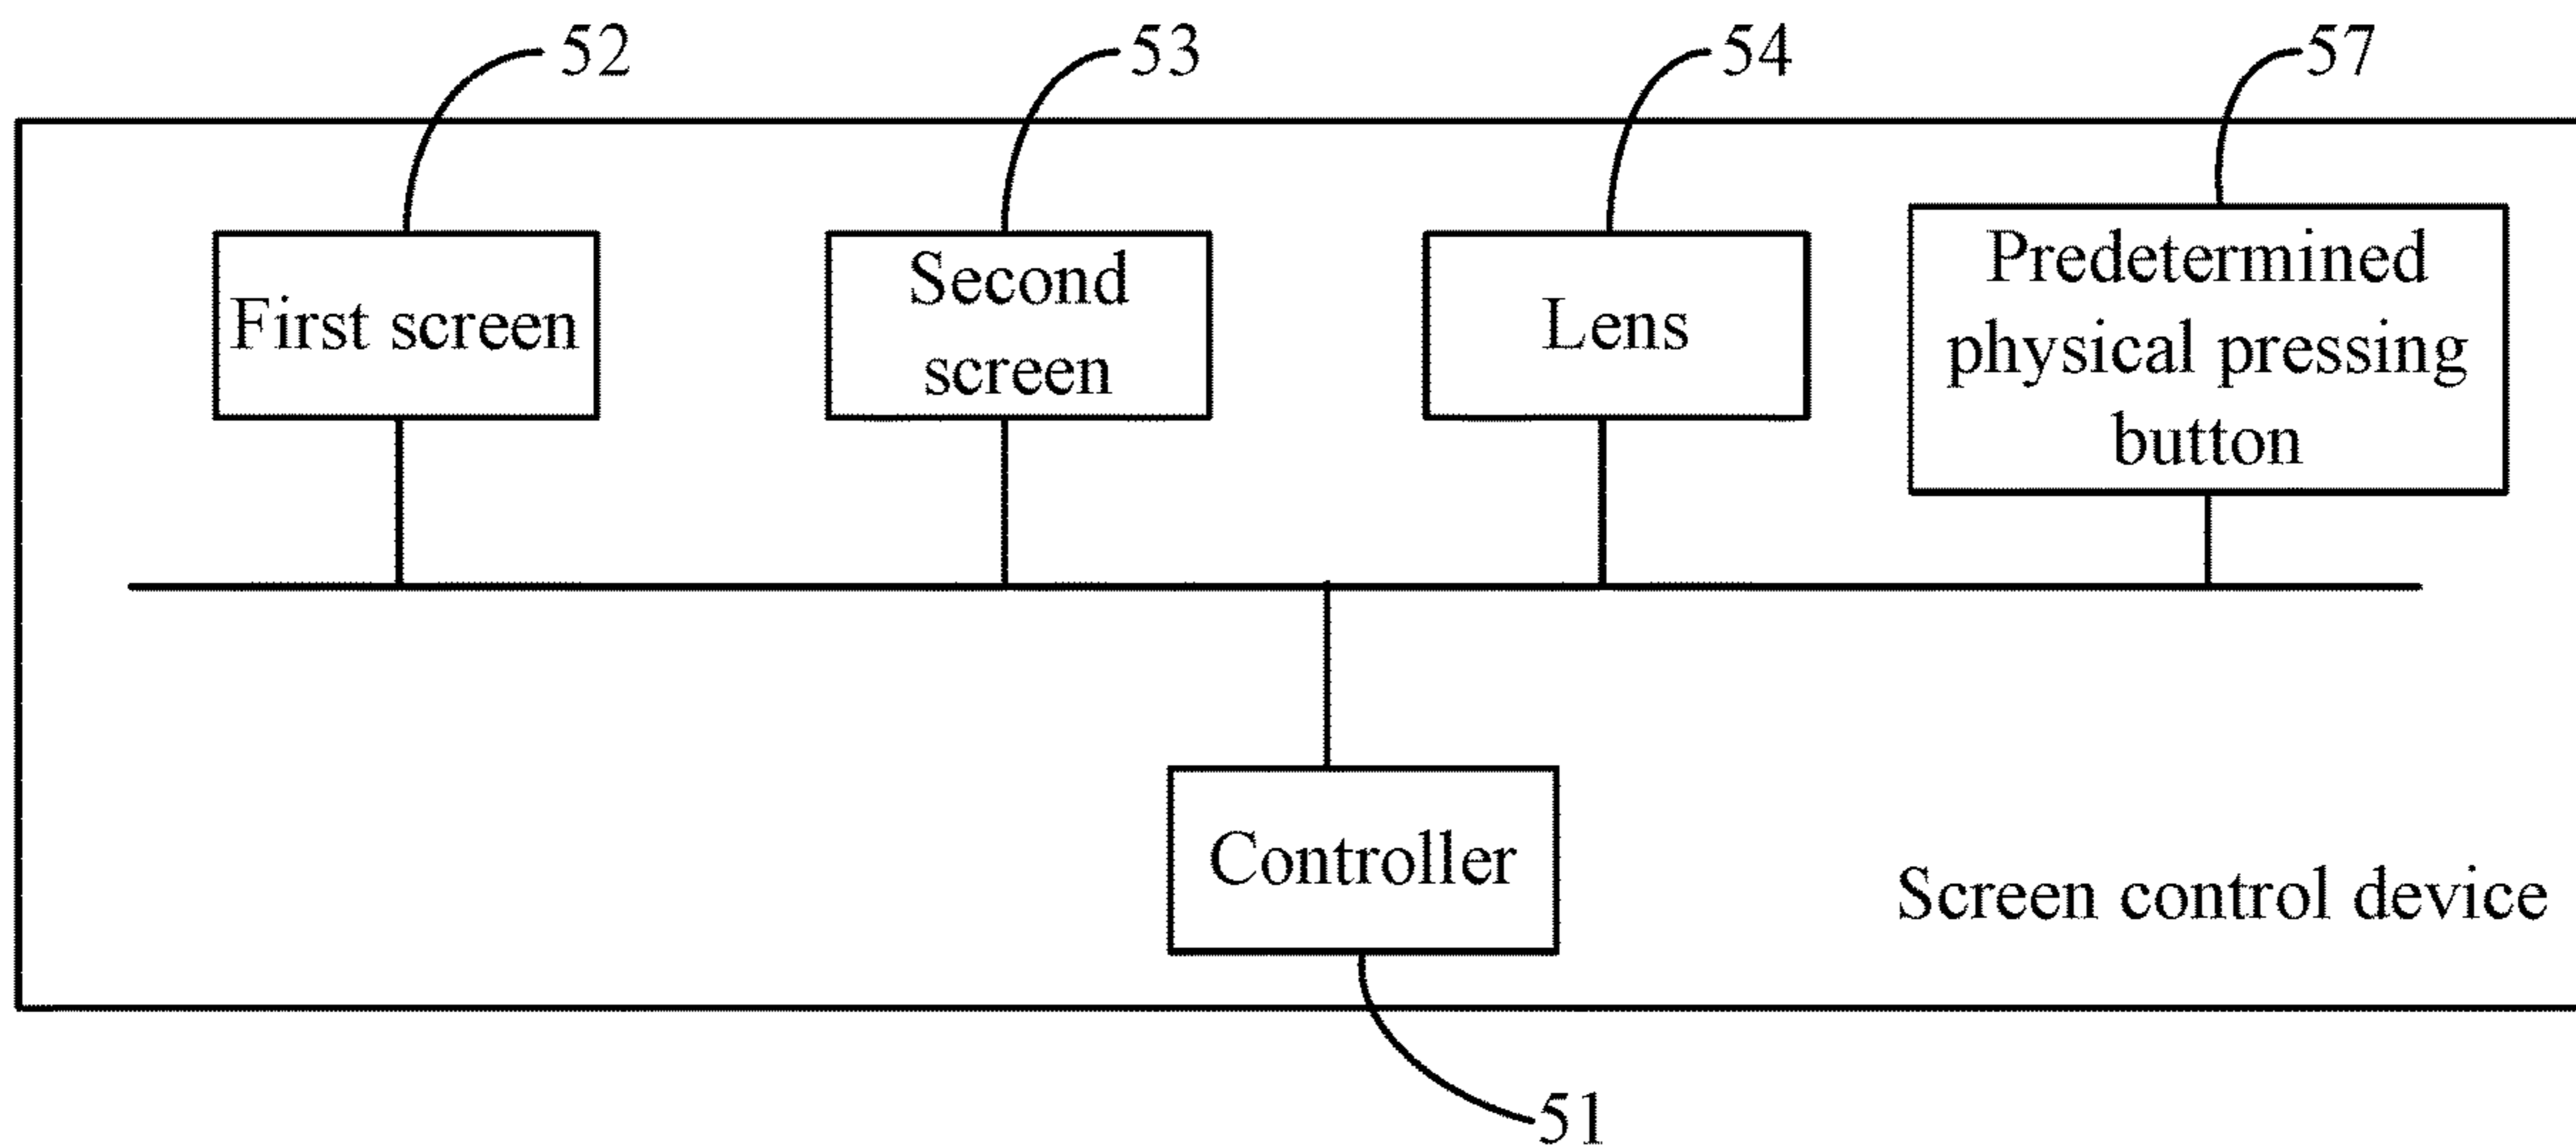 52
53
54
57
First screen
Second
screen
Lens
Predetermined
physical pressing
button
Controller
Screen control device
51